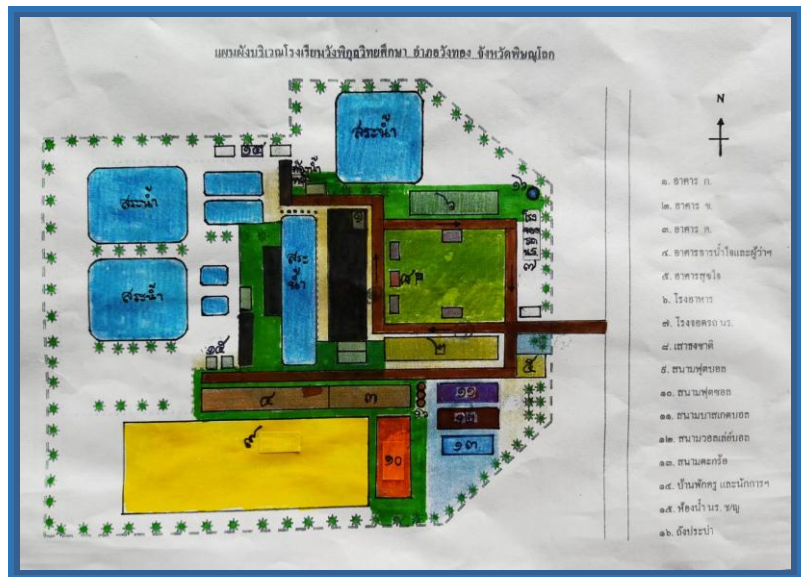 แผนผังบริเวณโรงเรียนวังพิกุลวิทยศึกษา อำเภอวังทอง จังหวัดพิษณุโลก
N
สระน้ำ
๑๔
สระน้ำ
๑๖
๖
๑
สระน้ำ
สระน้ำ
๘
๒
๕
๑๕
๔
๓
๑๑
๑๒
๑๓
๙
๑๐
๑. อาคาร ก.
๒. อาคาร ข.
๓. อาคาร ค.
๔. อาคารธารน้ำใจและผู้ว่าฯ
๕. อาคารสุขใจ
๖. โรงอาหาร
๗. โรงจอดรถ นร.
๘. เสาธงชาติ
๙. สนามฟุตบอล
๑๐. สนามฟุตซอล
๑๑. สนามบาสเกตบอล
๑๒. สนามวอลเล่ย์บอล
๑๓. สนามตะกร้อ
๑๔. บ้านพักครู และนักการฯ
๑๕. ห้องน้ำ นร. ช/ญ
๑๖. ถังประปา